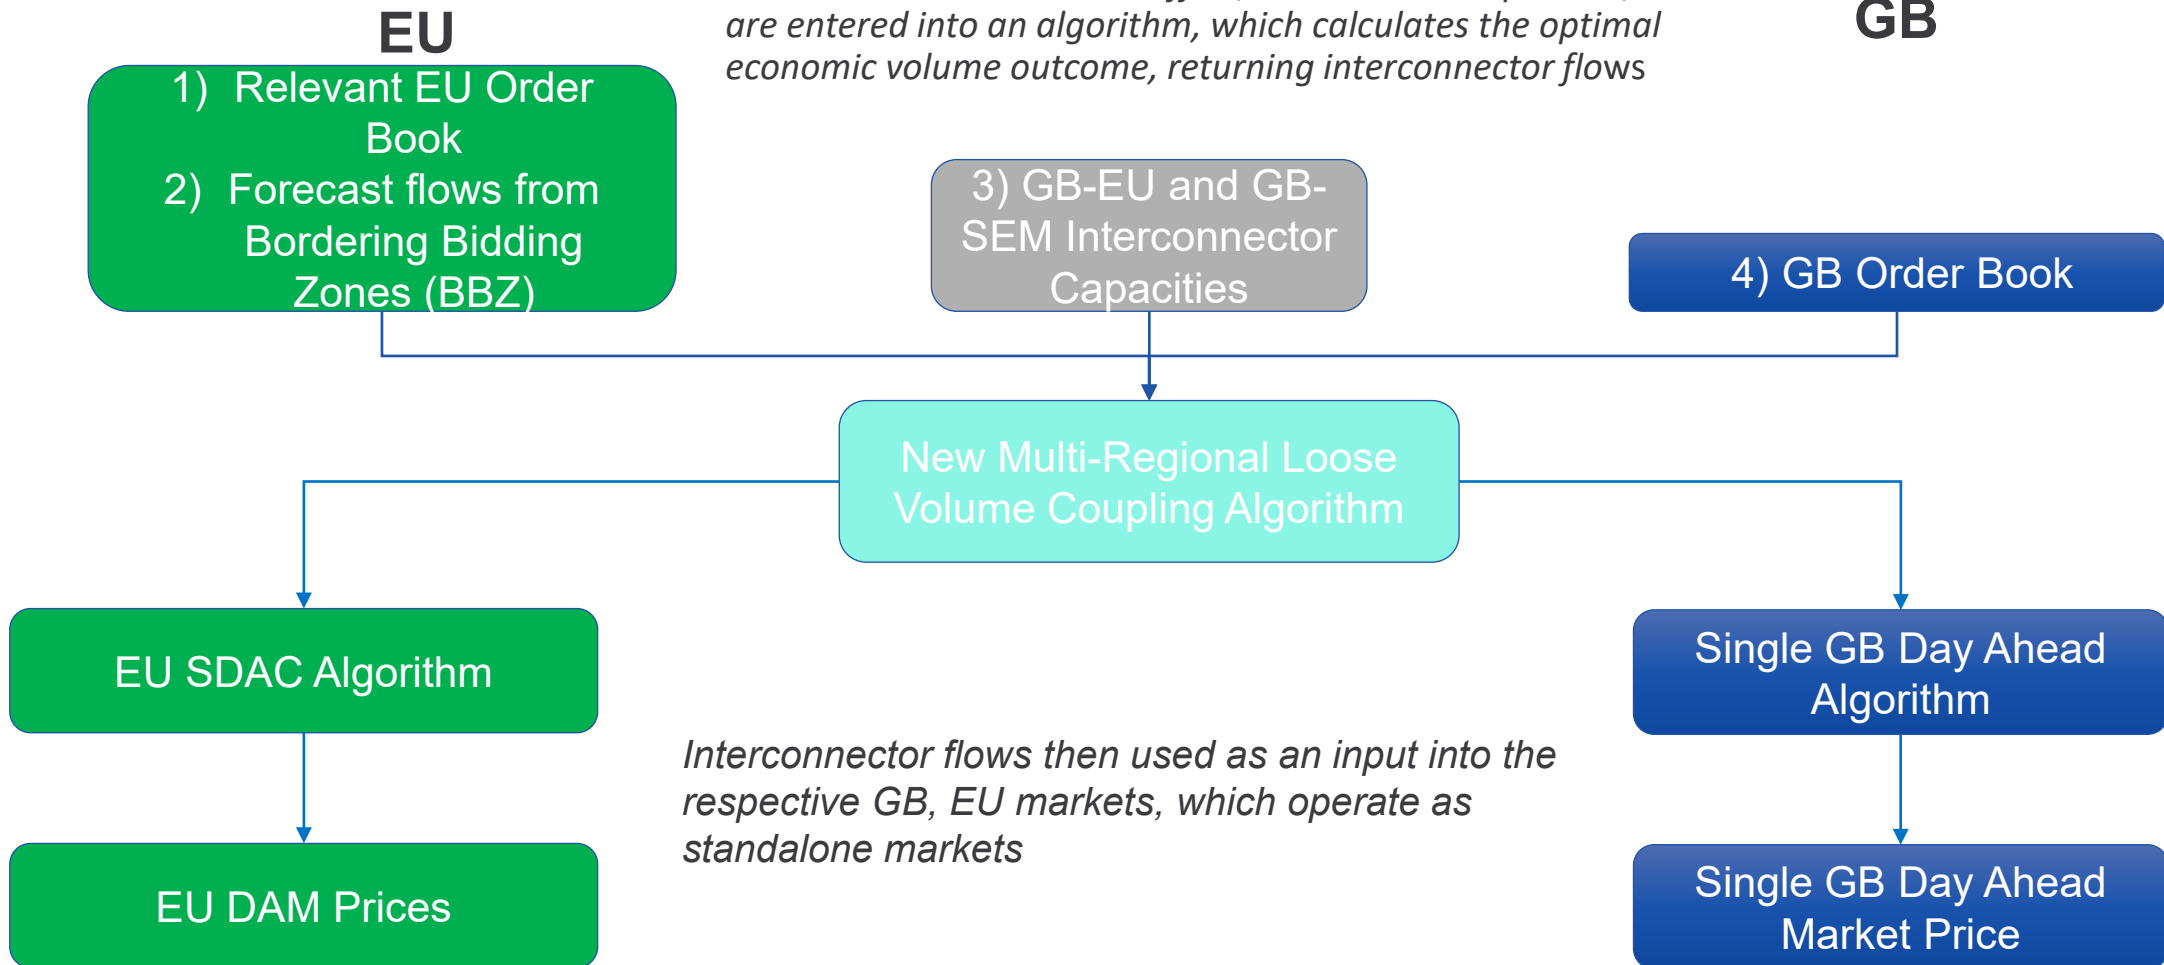 EU
GB
are entered into an algorithm, which calculates the optimal
economic volume outcome, returning interconnector flows
1) Relevant EU Order
Book
2) Forecast flows from
Bordering Bidding
Zones (BBZ)
3) GB-EU and GB-
SEM Interconnector
Capacities
4) GB Order Book
New Multi-Regional Loose
Volume Coupling Algorithm
EU SDAC Algorithm
Single GB Day Ahead
Algorithm
Interconnector flows then used as an input into the
respective GB, EU markets, which operate as
standalone markets
EU DAM Prices
Single GB Day Ahead
Market Price